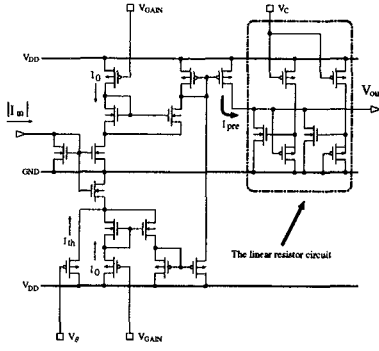 V_GAIN V_C
V_DD
I_0
V_Out
|I_in|
I_pre
GND
I_th
I_0
The linear resistor circuit
V_DD
V_θ V_GAIN